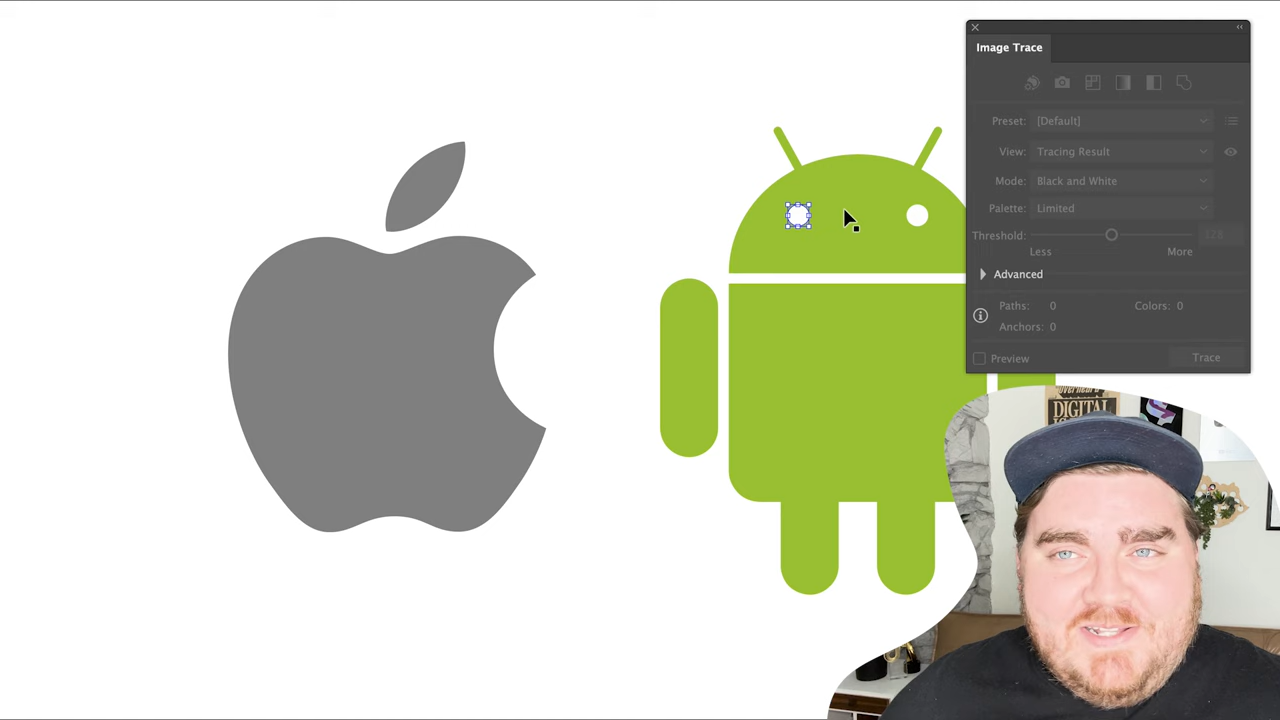 Image Trace
Preset: [Default]
View: Tracing Result
Mode: Black and White
Palette: Limited
Threshold: 128
Less More
Advanced
Paths: 0 Colors: 0
Anchors: 0
Preview Trace
DIGITAL